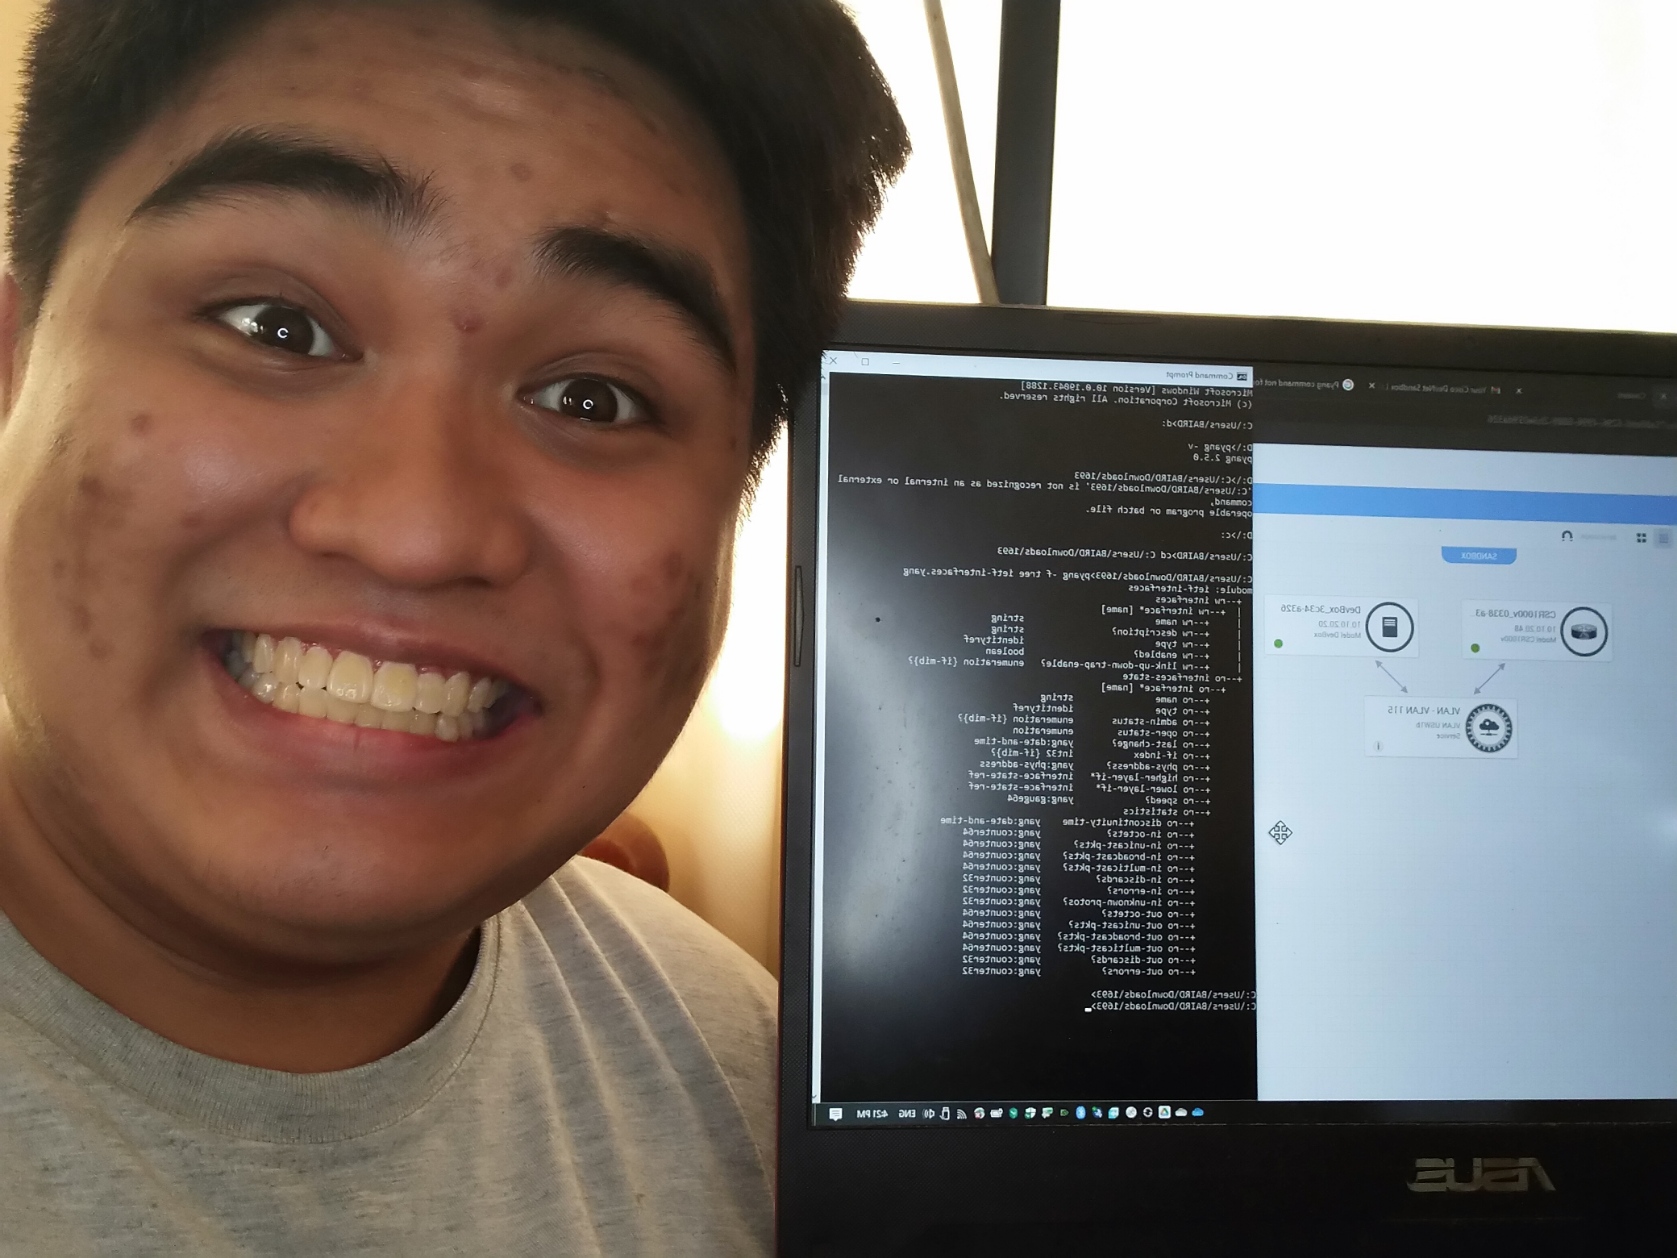 Command Prompt
Microsoft Windows [Version 10.0.19043.1288]
(c) Microsoft Corporation. All rights reserved.
C:\Users\BAIRD>d:
D:\>pyang -v
pyang 2.5.0
D:\>C:\Users\BAIRD\Downloads\1693
'C:\Users\BAIRD\Downloads\1693' is not recognized as an internal or external command,
operable program or batch file.
D:\>c:
C:\Users\BAIRD>cd C:\Users\BAIRD\Downloads\1693
C:\Users\BAIRD\Downloads\1693>pyang -f tree ietf-interfaces.yang
module: ietf-interfaces
+--rw interfaces
| +--rw interface* [name]
| +--rw name string
| +--rw description? string
| +--rw type identityref
| +--rw enabled? boolean
| +--rw link-up-down-trap-enable? enumeration {if-mib}?
+--ro interfaces-state
+--ro interface* [name]
+--ro name string
+--ro type identityref
+--ro admin-status enumeration {if-mib}?
+--ro oper-status enumeration
+--ro last-change? yang:date-and-time
+--ro if-index int32 {if-mib}?
+--ro phys-address? yang:phys-address
+--ro higher-layer-if* interface-state-ref
+--ro lower-layer-if* interface-state-ref
+--ro speed? yang:gauge64
+--ro statistics
+--ro discontinuity-time yang:date-and-time
+--ro in-octets? yang:counter64
+--ro in-unicast-pkts? yang:counter64
+--ro in-broadcast-pkts? yang:counter64
+--ro in-multicast-pkts? yang:counter64
+--ro in-discards? yang:counter32
+--ro in-errors? yang:counter32
+--ro in-unknown-protos? yang:counter32
+--ro out-octets? yang:counter64
+--ro out-unicast-pkts? yang:counter64
+--ro out-broadcast-pkts? yang:counter64
+--ro out-multicast-pkts? yang:counter64
+--ro out-discards? yang:counter32
+--ro out-errors? yang:counter32
C:\Users\BAIRD\Downloads\1693>
C:\Users\BAIRD\Downloads\1693>
Your Cisco DevNet Sandbox
Pyang command not fo
SANDBOX
CSR1000v_0338-a3
10.10.20.48
Model CSR1000v
DevBox_3c34-a326
10.10.20.20
Model DevBox
VLAN - VLAN 115
VLAN USW1b
Service
ENG
4:21 PM
ASUS